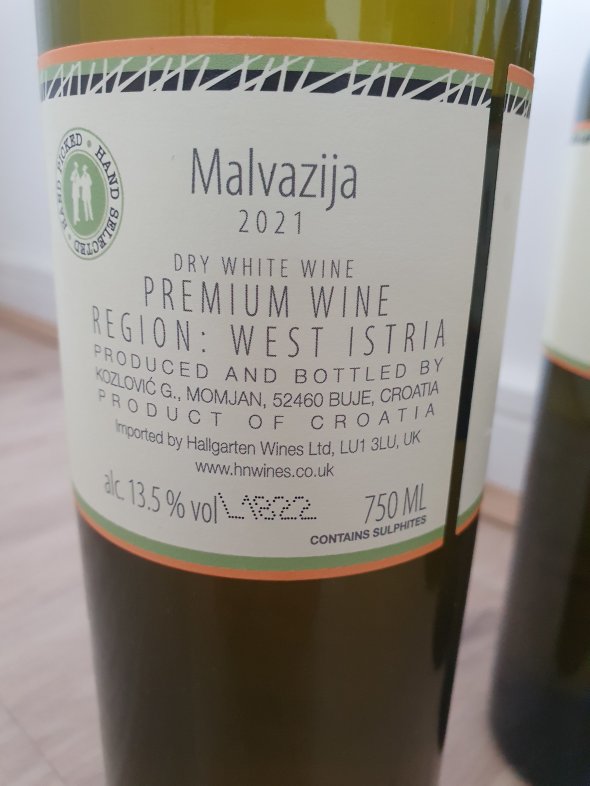 HAND PICKED • HAND SELECTED •
Malvazija
2021
DRY WHITE WINE
PREMIUM WINE
REGION: WEST ISTRIA
PRODUCED AND BOTTLED BY
KOZLOVIĆ G., MOMJAN, 52460 BUJE, CROATIA
PRODUCT OF CROATIA
Imported by Hallgarten Wines Ltd, LU1 3LU, UK
www.hnwines.co.uk
alc. 13.5 % vol 750 ML
CONTAINS SULPHITES